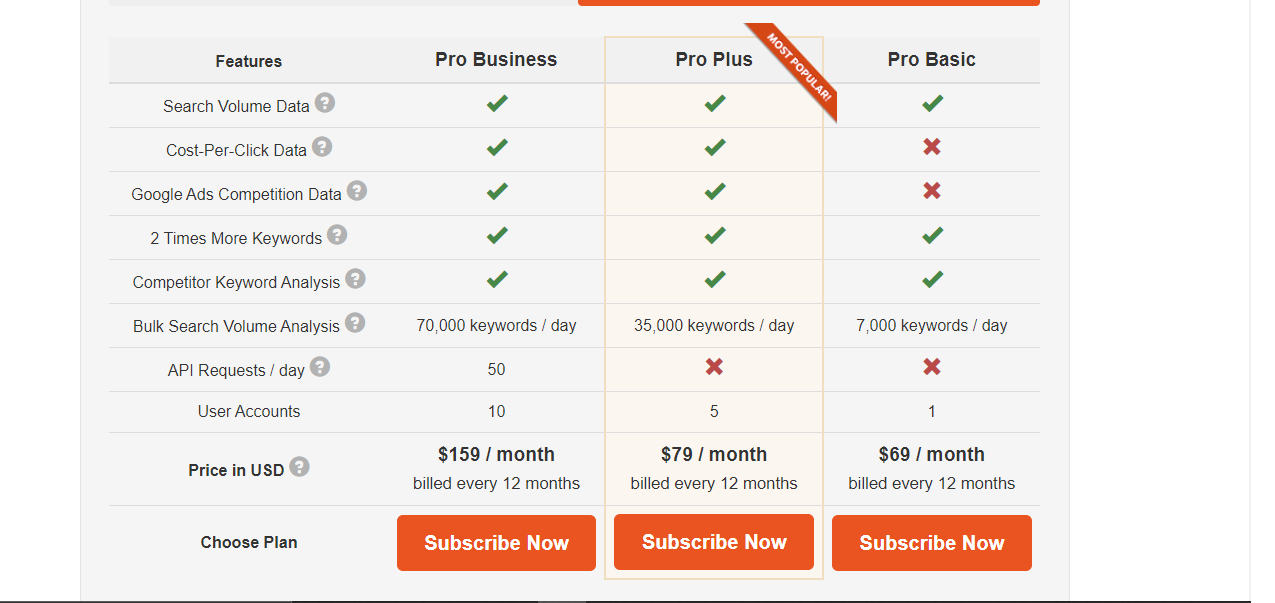 MOST POPULAR!
Features Pro Business Pro Plus Pro Basic
Search Volume Data ?
Cost-Per-Click Data ?
Google Ads Competition Data ?
2 Times More Keywords ?
Competitor Keyword Analysis ?
Bulk Search Volume Analysis ? 70,000 keywords / day 35,000 keywords / day 7,000 keywords / day
API Requests / day ? 50
User Accounts 10 5 1
Price in USD ? $159 / month $79 / month $69 / month
billed every 12 months billed every 12 months billed every 12 months
Choose Plan Subscribe Now Subscribe Now Subscribe Now